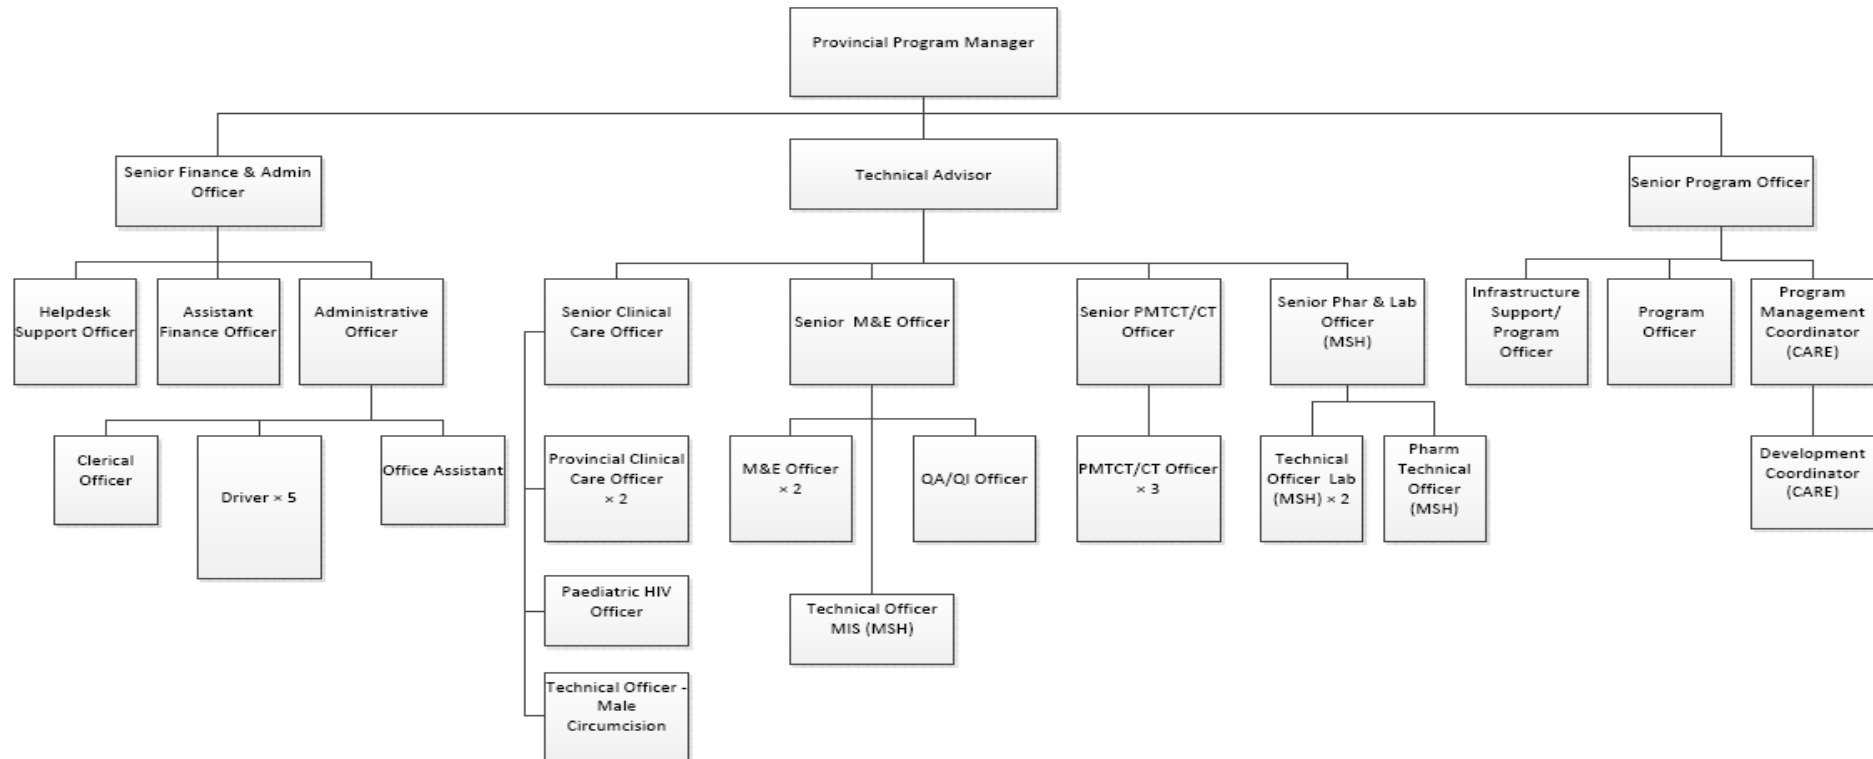 Provincial Program Manager
Senior Finance & Admin
Officer
Technical Advisor
Senior Program Officer
Helpdesk
Support Officer
Assistant
Finance Officer
Administrative
Officer
Senior Clinical
Care Officer
Senior M&E Officer
Senior PMTCT/CT
Officer
Senior Phar & Lab
Officer
(MSH)
Infrastructure
Support/
Program
Officer
Program
Officer
Program
Management
Coordinator
(CARE)
Clerical
Officer
Driver × 5
Office Assistant
Provincial Clinical
Care Officer
× 2
M&E Officer
× 2
QA/QI Officer
PMTCT/CT Officer
× 3
Technical
Officer Lab
(MSH) × 2
Pharm
Technical
Officer
(MSH)
Development
Coordinator
(CARE)
Paediatric HIV
Officer
Technical Officer
MIS (MSH)
Technical Officer -
Male
Circumcision